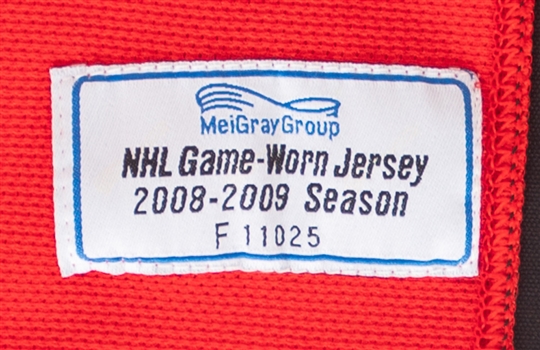 MeiGrayGroup
NHL Game-Worn Jersey
2008-2009 Season
F 11025